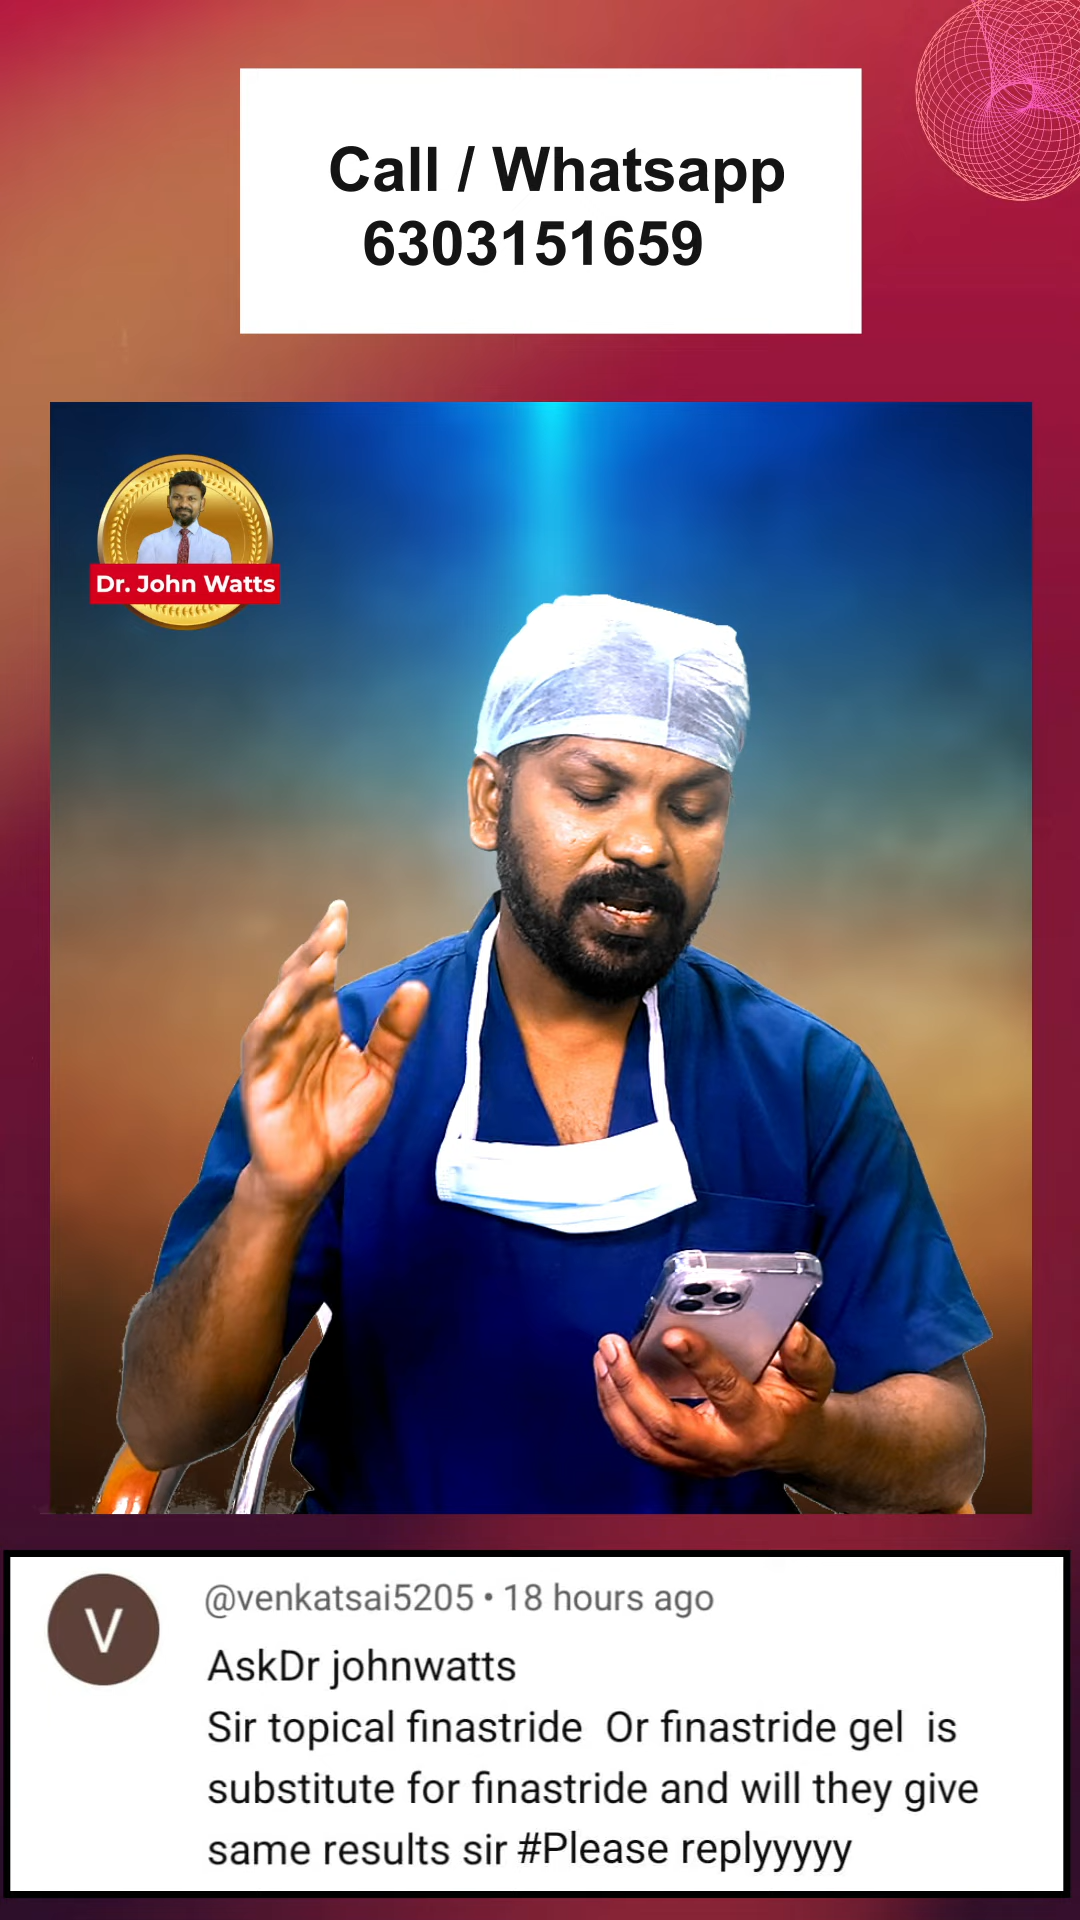 Call / Whatsapp
6303151659
Dr. John Watts
V
@venkatsai5205 • 18 hours ago
AskDr johnwatts
Sir topical finastride  Or finastride gel  is
substitute for finastride and will they give
same results sir #Please replyyyyy